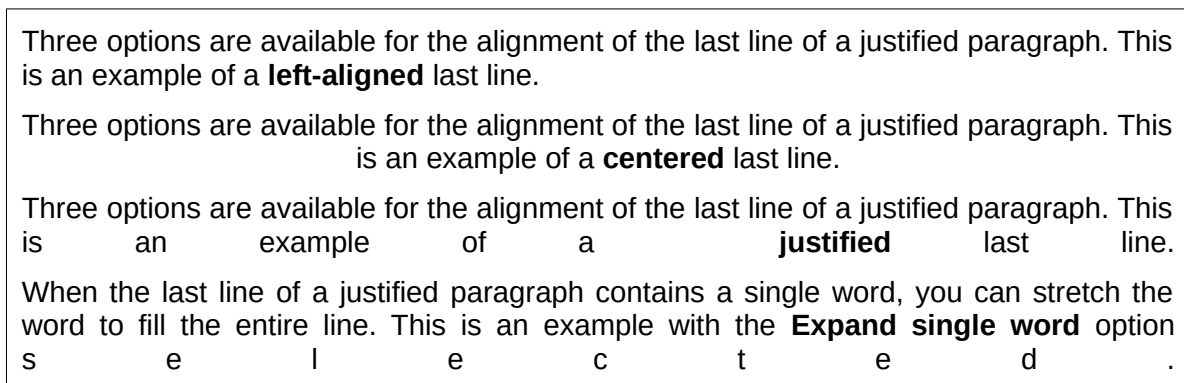 Three options are available for the alignment of the last line of a justified paragraph. This
is an example of a left-aligned last line.
Three options are available for the alignment of the last line of a justified paragraph. This
is an example of a centered last line.
Three options are available for the alignment of the last line of a justified paragraph. This
is an example of a justified last line.
When the last line of a justified paragraph contains a single word, you can stretch the
word to fill the entire line. This is an example with the Expand single word option
s e l e c t e d .